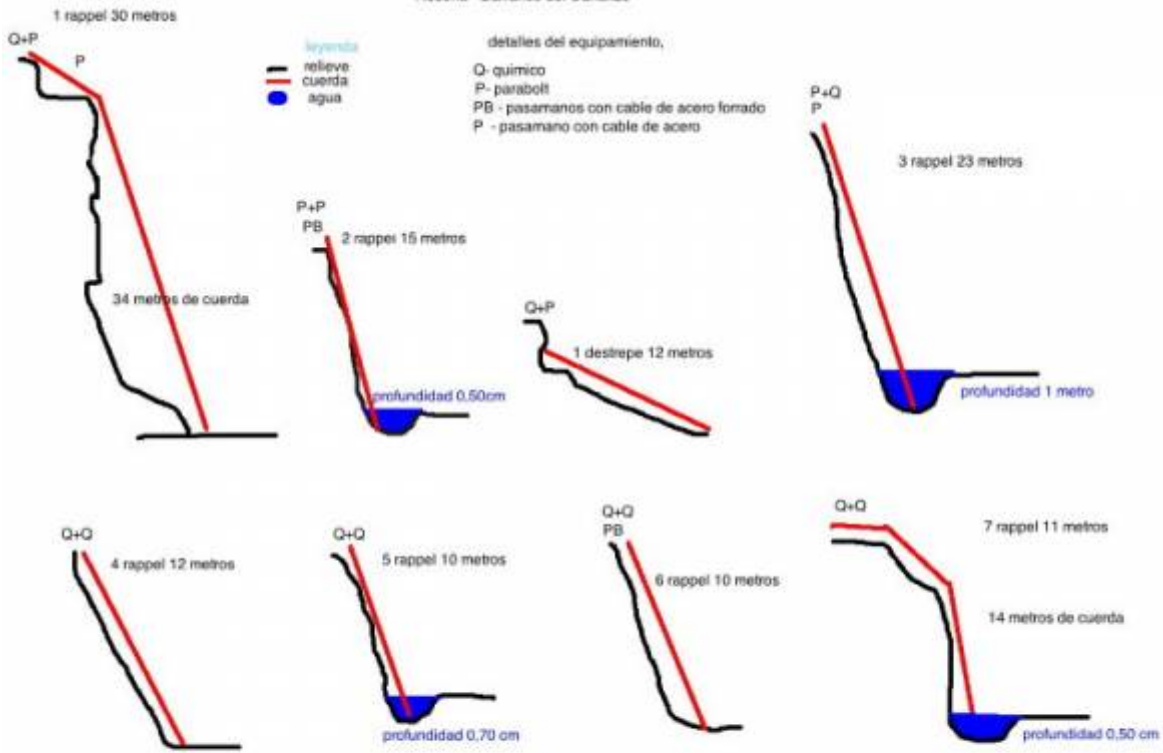 1 rappel 30 metros
Q+P
P
leyenda
relieve
cuerda
agua
detalles del equipamiento,
Q- quimico
P- parabolt
PB - pasamanos con cable de acero forrado
P - pasamano con cable de acero
34 metros de cuerda
P+P
PB
2 rappel 15 metros
profundidad 0,50cm
Q+P
1 destrepe 12 metros
P+Q
P
3 rappel 23 metros
profundidad 1 metro
Q+Q
4 rappel 12 metros
Q+Q
5 rappel 10 metros
profundidad 0,70 cm
Q+Q
PB
6 rappel 10 metros
Q+Q
7 rappel 11 metros
14 metros de cuerda
profundidad 0,50 cm